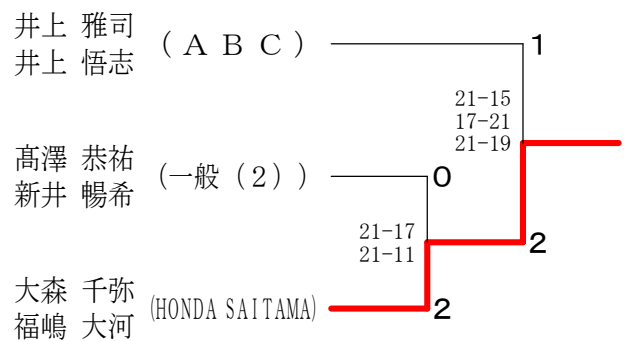 井上 雅司
井上 悟志
(ABC)
1
21-15
17-21
21-19
髙澤 恭祐
新井 暢希
(一般(2))
0
21-17
21-11
2
大森 千弥
福嶋 大河
(HONDA SAITAMA)
2